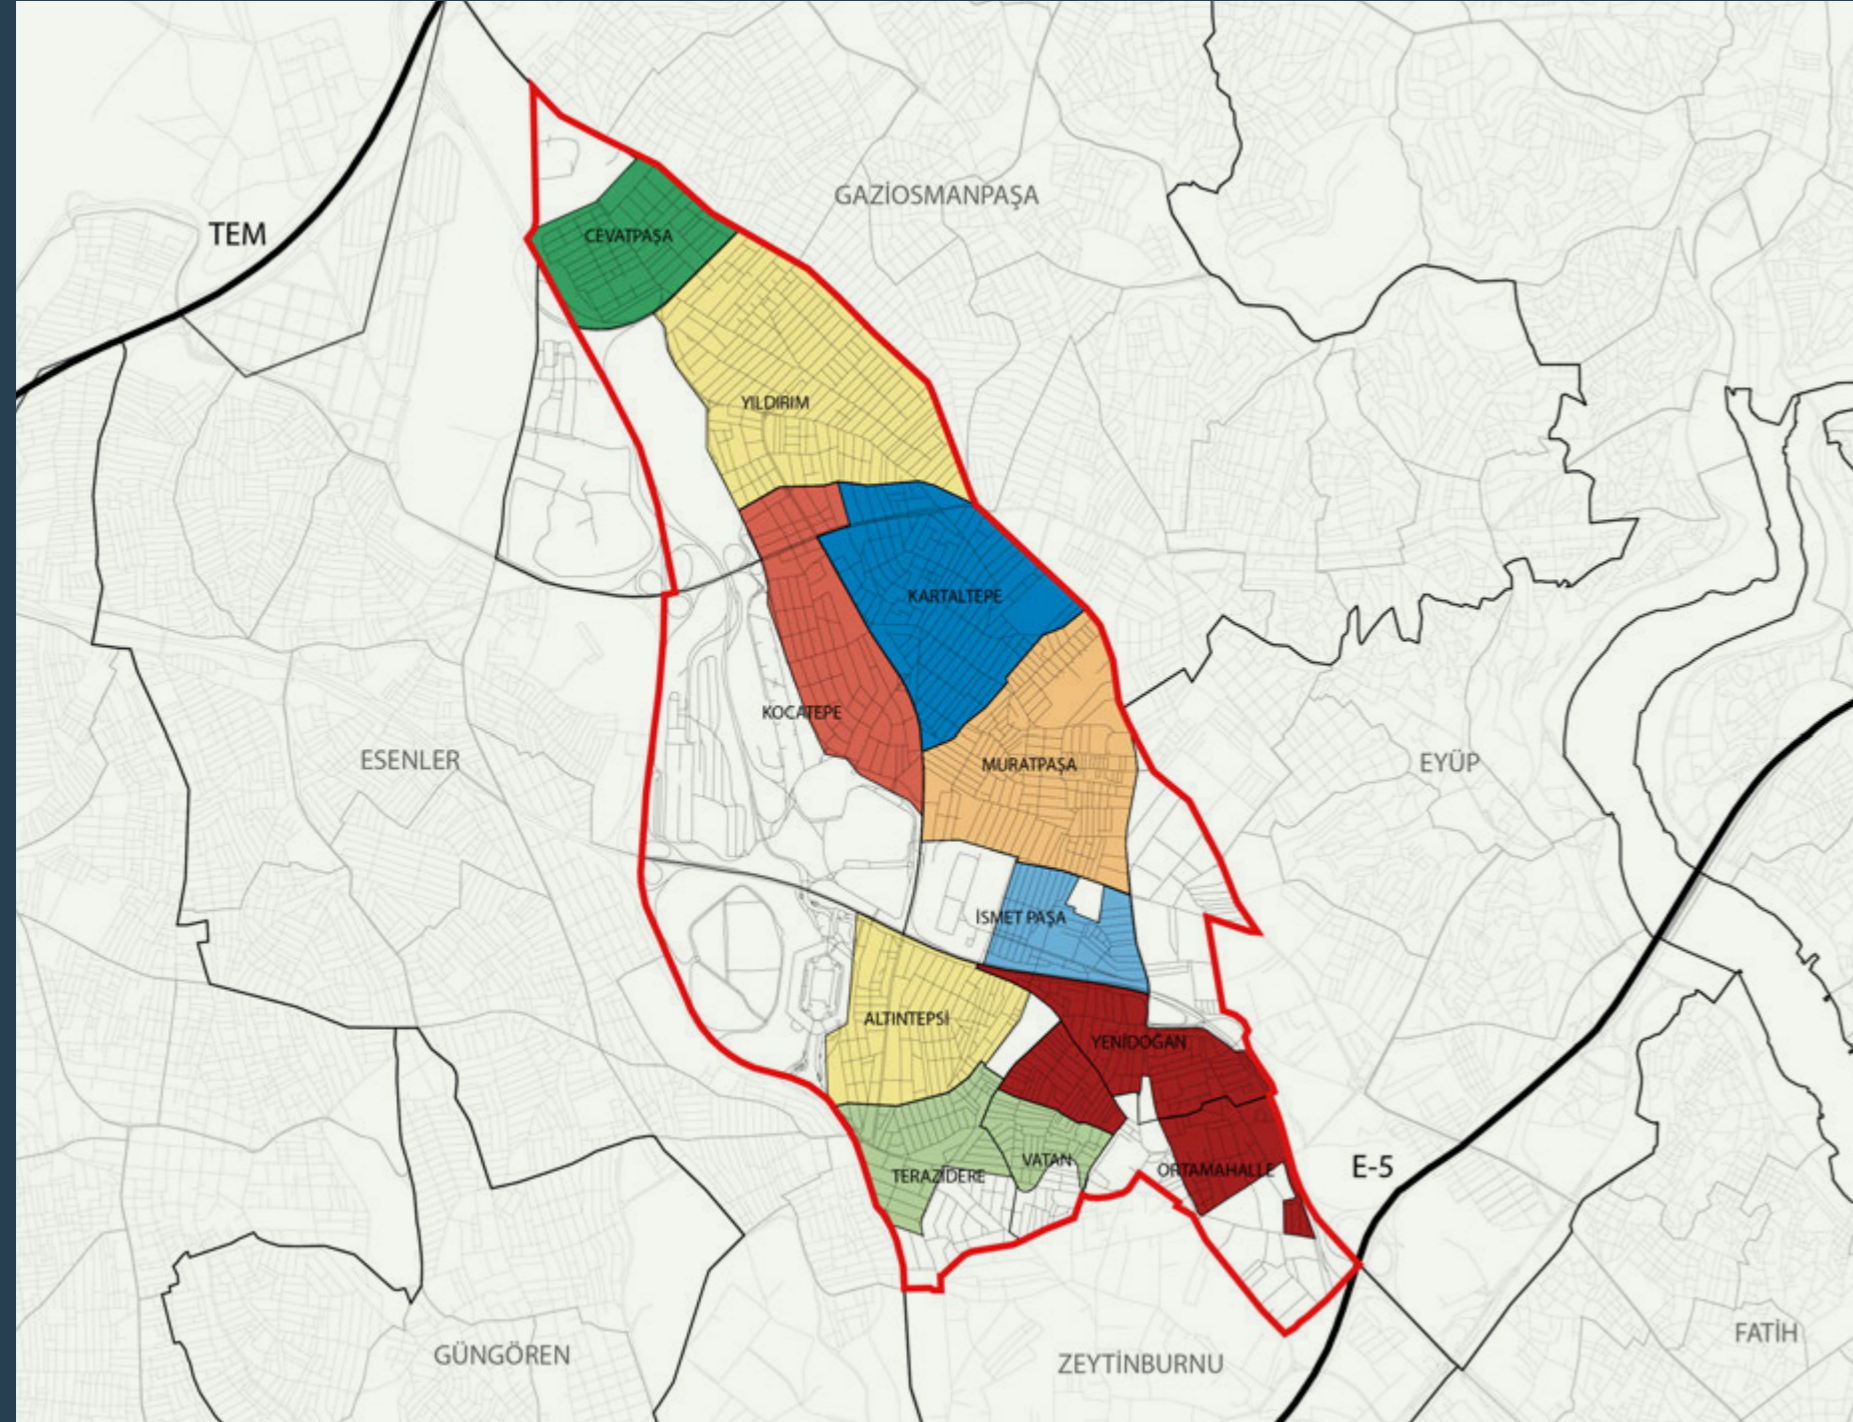 GAZİOSMANPAŞA
TEM
CEVATPAŞA
YILDIRIM
KARTALTEPE
KOCATEPE
ESENLER
MURATPAŞA
EYÜP
İSMET PAŞA
ALTINTEPSİ
YENİDOĞAN
VATAN
TERAZİDERE
ORTAMAHALLE
E-5
FATİH
GÜNGÖREN
ZEYTİNBURNU